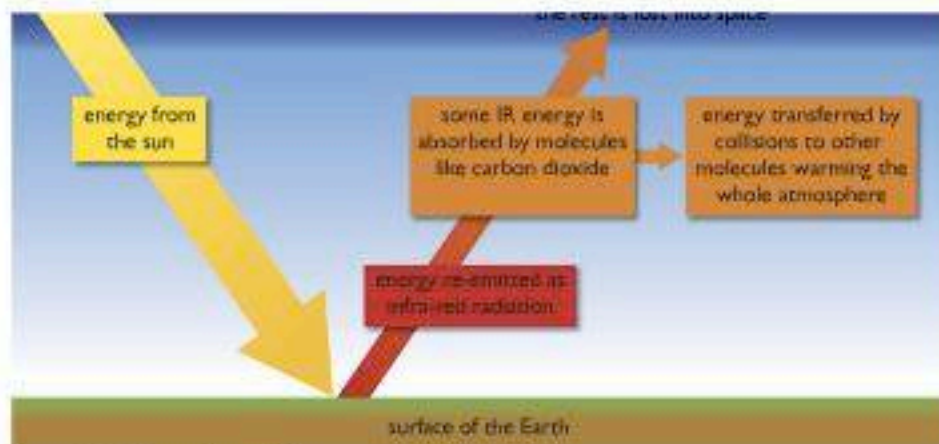 the rest is lost into space
energy from
the sun
some IR energy is
absorbed by molecules
like carbon dioxide
energy transferred by
collisions to other
molecules warming the
whole atmosphere
energy re-emitted as
infra-red radiation
surface of the Earth